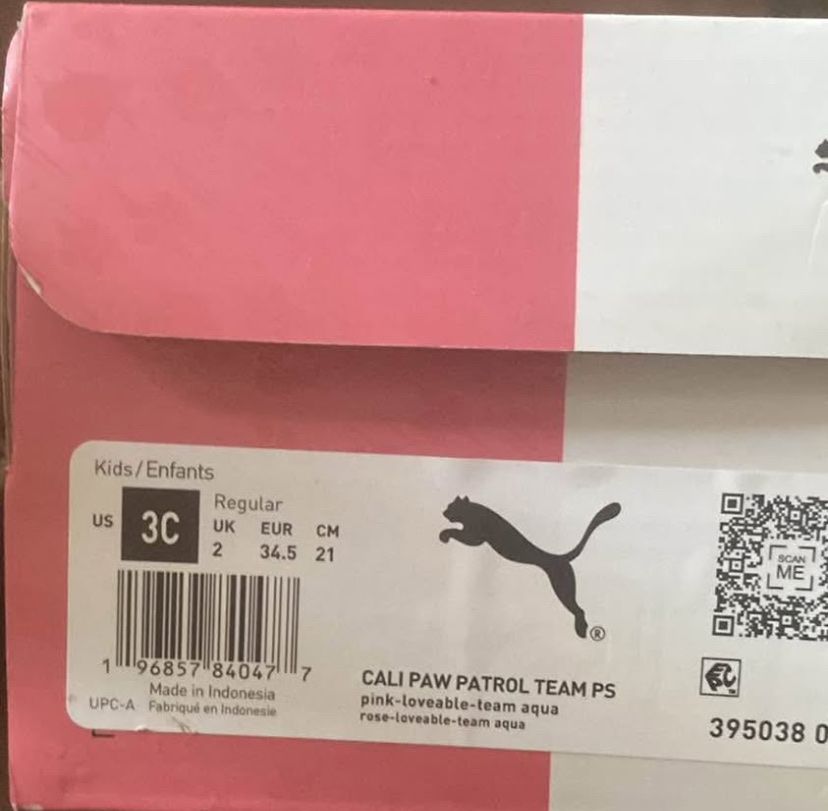 Kids/Enfants
US 3C Regular
UK EUR CM
2 34.5 21
1 96857 84047 7
Made in Indonesia
UPC-A Fabriqué en Indonesie
SCAN
ME
®
CALI PAW PATROL TEAM PS
pink-loveable-team aqua
rose-loveable-team aqua
395038 0